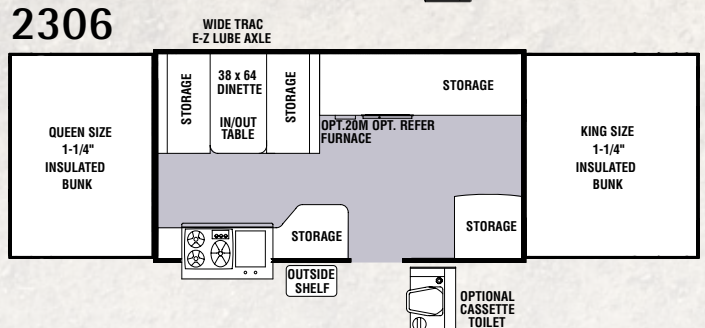 2306
WIDE TRAC
E-Z LUBE AXLE
STORAGE
38 x 64
DINETTE
IN/OUT
TABLE
STORAGE
STORAGE
OPT.20M OPT. REFER
FURNACE
QUEEN SIZE
1-1/4"
INSULATED
BUNK
KING SIZE
1-1/4"
INSULATED
BUNK
STORAGE
STORAGE
OUTSIDE
SHELF
OPTIONAL
CASSETTE
TOILET